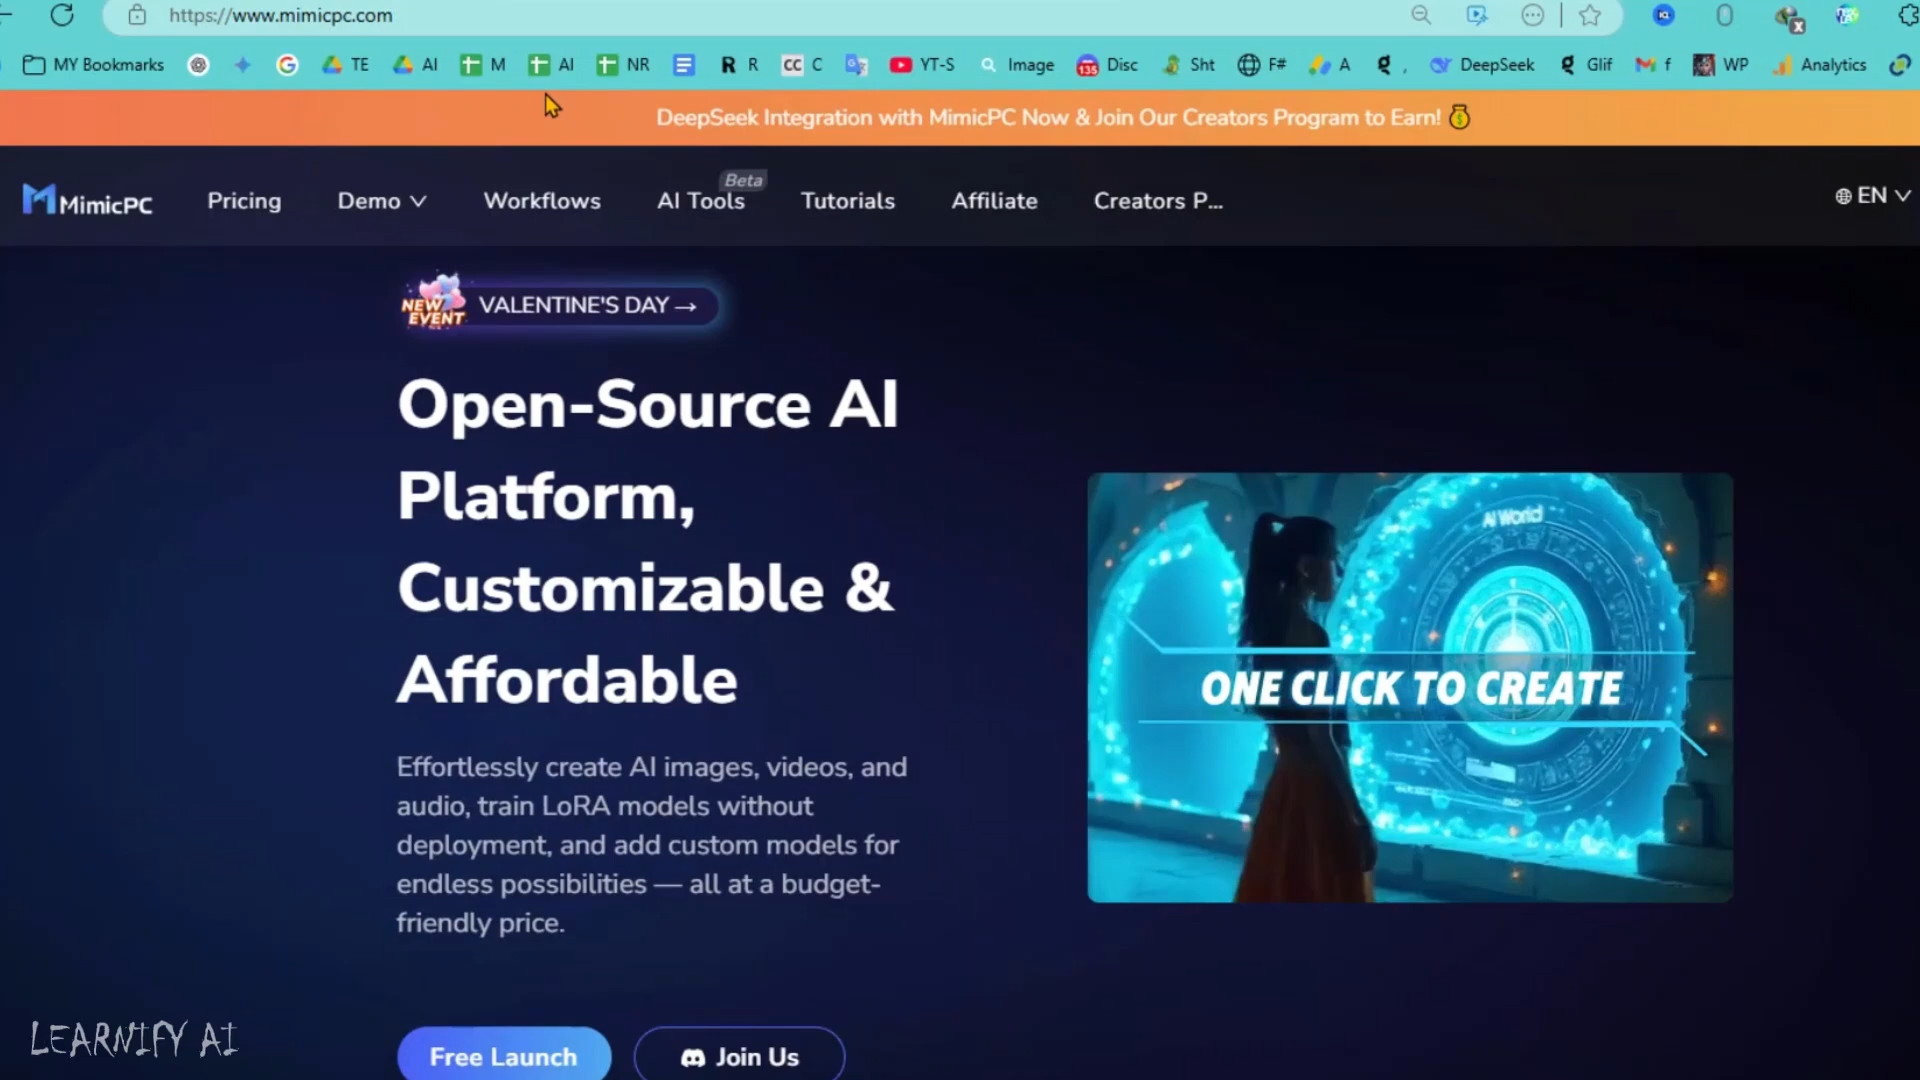 https://www.mimicpc.com
MY Bookmarks TE AI M AI NR R R CC C YT-S Image 135 Disc Sht F# A g , DeepSeek g Glif f WP Analytics
DeepSeek Integration with MimicPC Now & Join Our Creators Program to Earn!
MimicPC Pricing Demo Workflows AI Tools Beta Tutorials Affiliate Creators P... EN
NEW EVENT VALENTINE'S DAY →
Open-Source AI
Platform,
Customizable &
Affordable
Effortlessly create AI images, videos, and
audio, train LoRA models without
deployment, and add custom models for
endless possibilities — all at a budget-
friendly price.
AI World
ONE CLICK TO CREATE
Free Launch Join Us
LEARNIFY AI